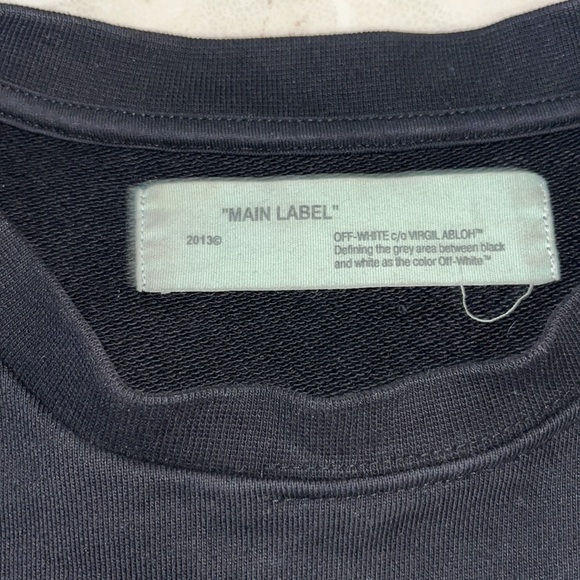 "MAIN LABEL"
2013©
OFF-WHITE c/o VIRGIL ABLOH™
Defining the grey area between black
and white as the color Off-White™